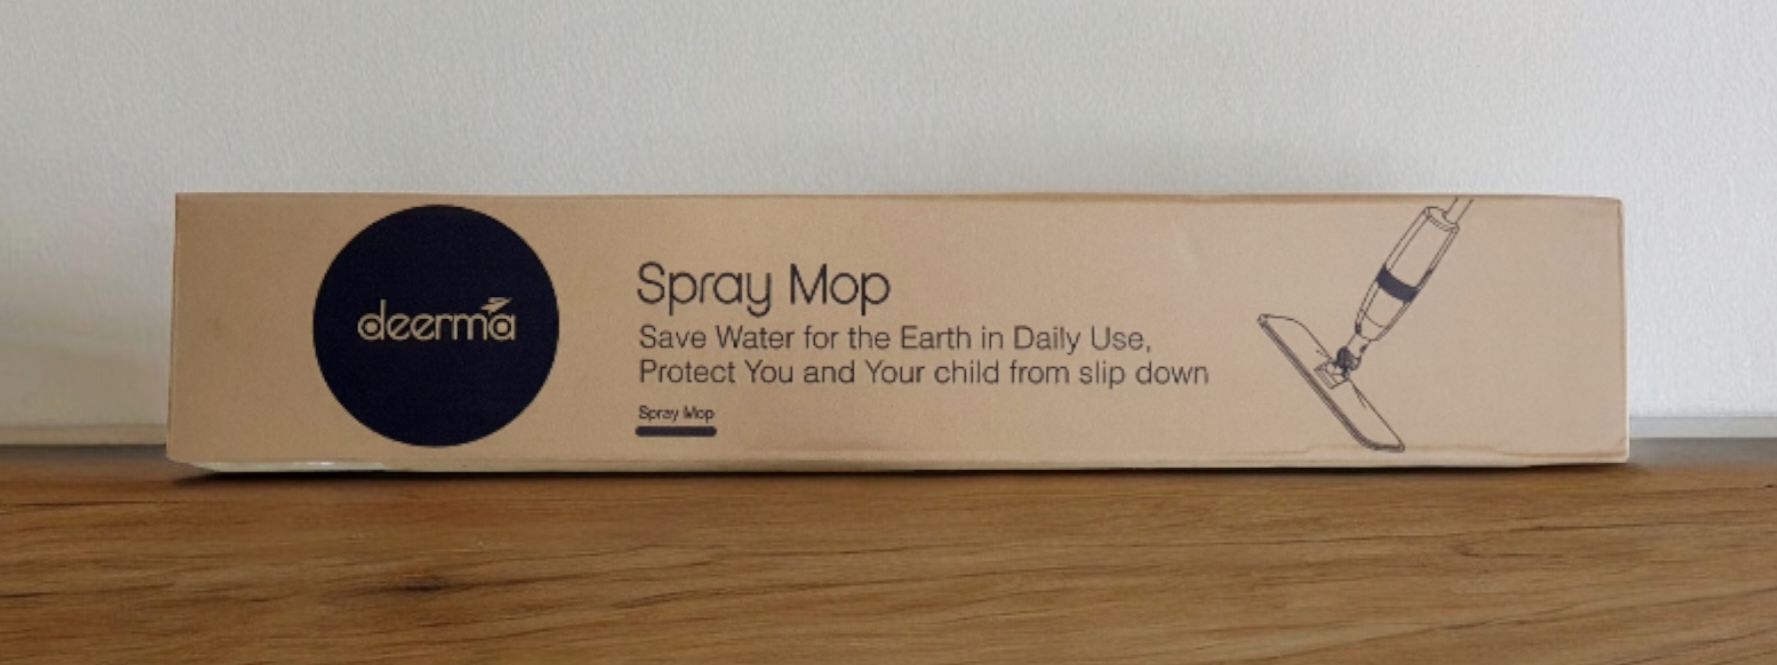 deerma
Spray Mop
Save Water for the Earth in Daily Use,
Protect You and Your child from slip down
Spray Mop